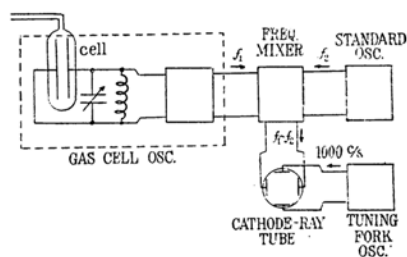 cell
GAS CELL OSC.
f₁
FREQ.
MIXER
f₂
STANDARD
OSC.
f₁-f₂
1000 C/s
CATHODE-RAY
TUBE
TUNING
FORK
OSC.